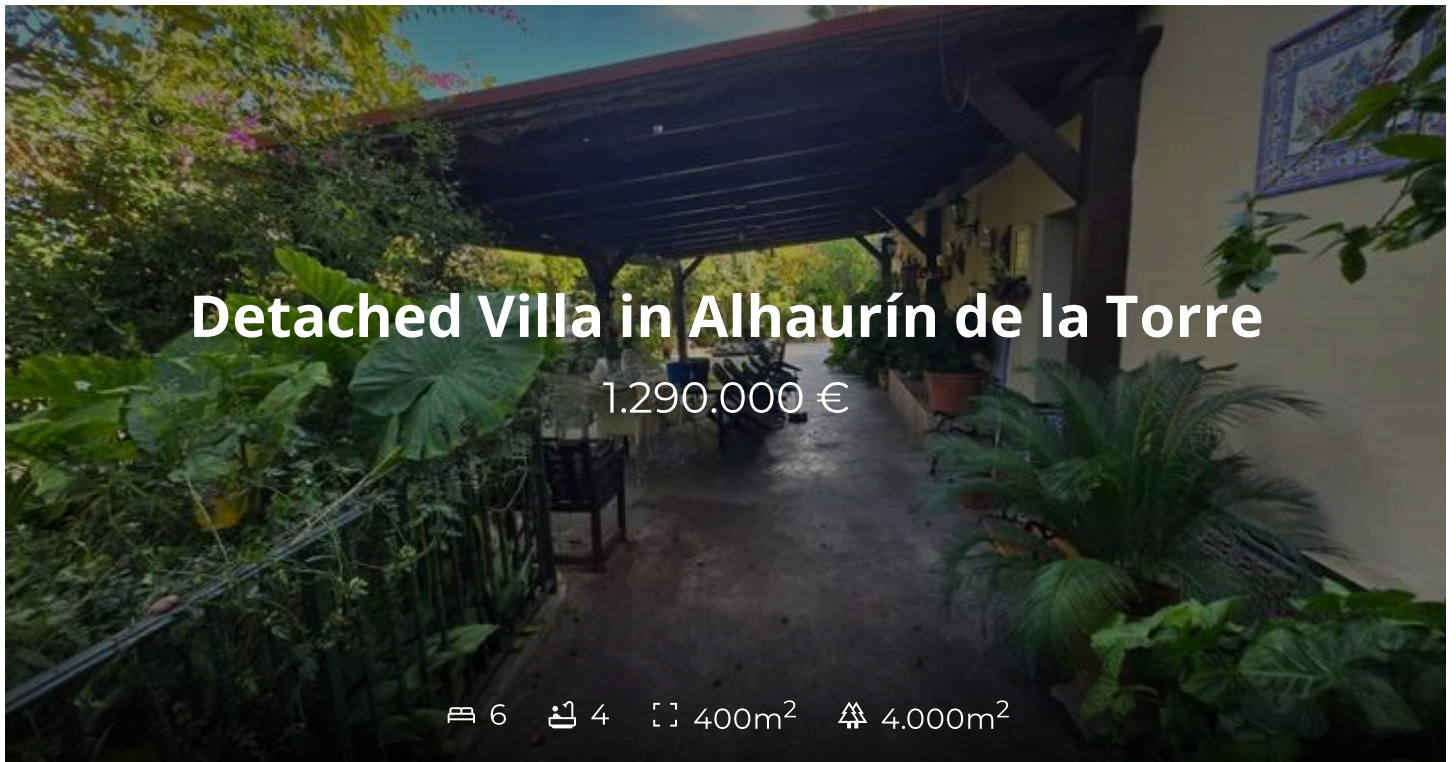 Detached Villa in Alhaurín de la Torre
1.290.000 €
6 4 400m² 4.000m²